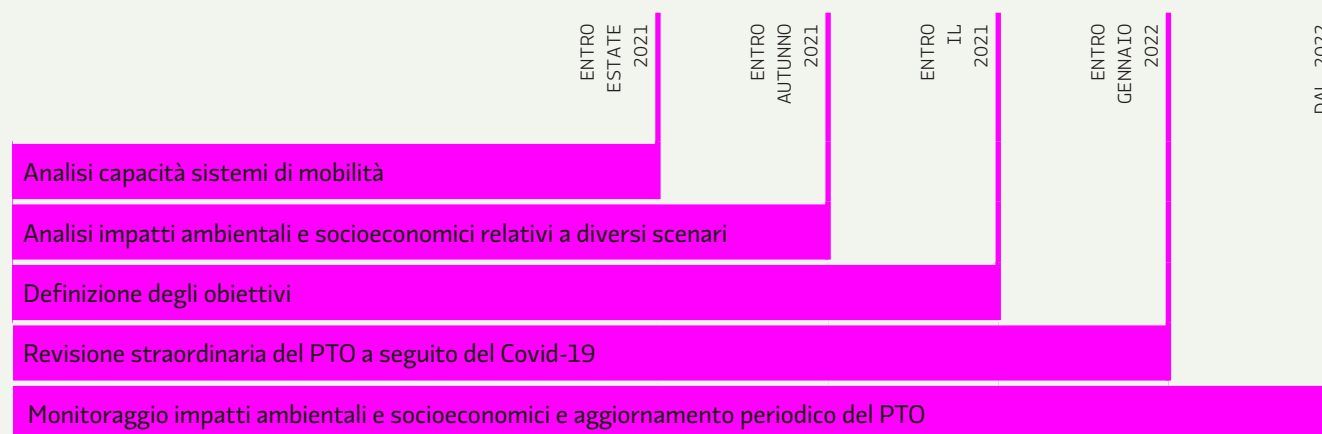 ENTRO
ESTATE
2021
ENTRO
AUTUNNO
2021
ENTRO
IL
2021
ENTRO
GENNAIO
2022
DAL 2022
Analisi capacità sistemi di mobilità
Analisi impatti ambientali e socioeconomici relativi a diversi scenari
Definizione degli obiettivi
Revisione straordinaria del PTO a seguito del Covid-19
Monitoraggio impatti ambientali e socioeconomici e aggiornamento periodico del PTO